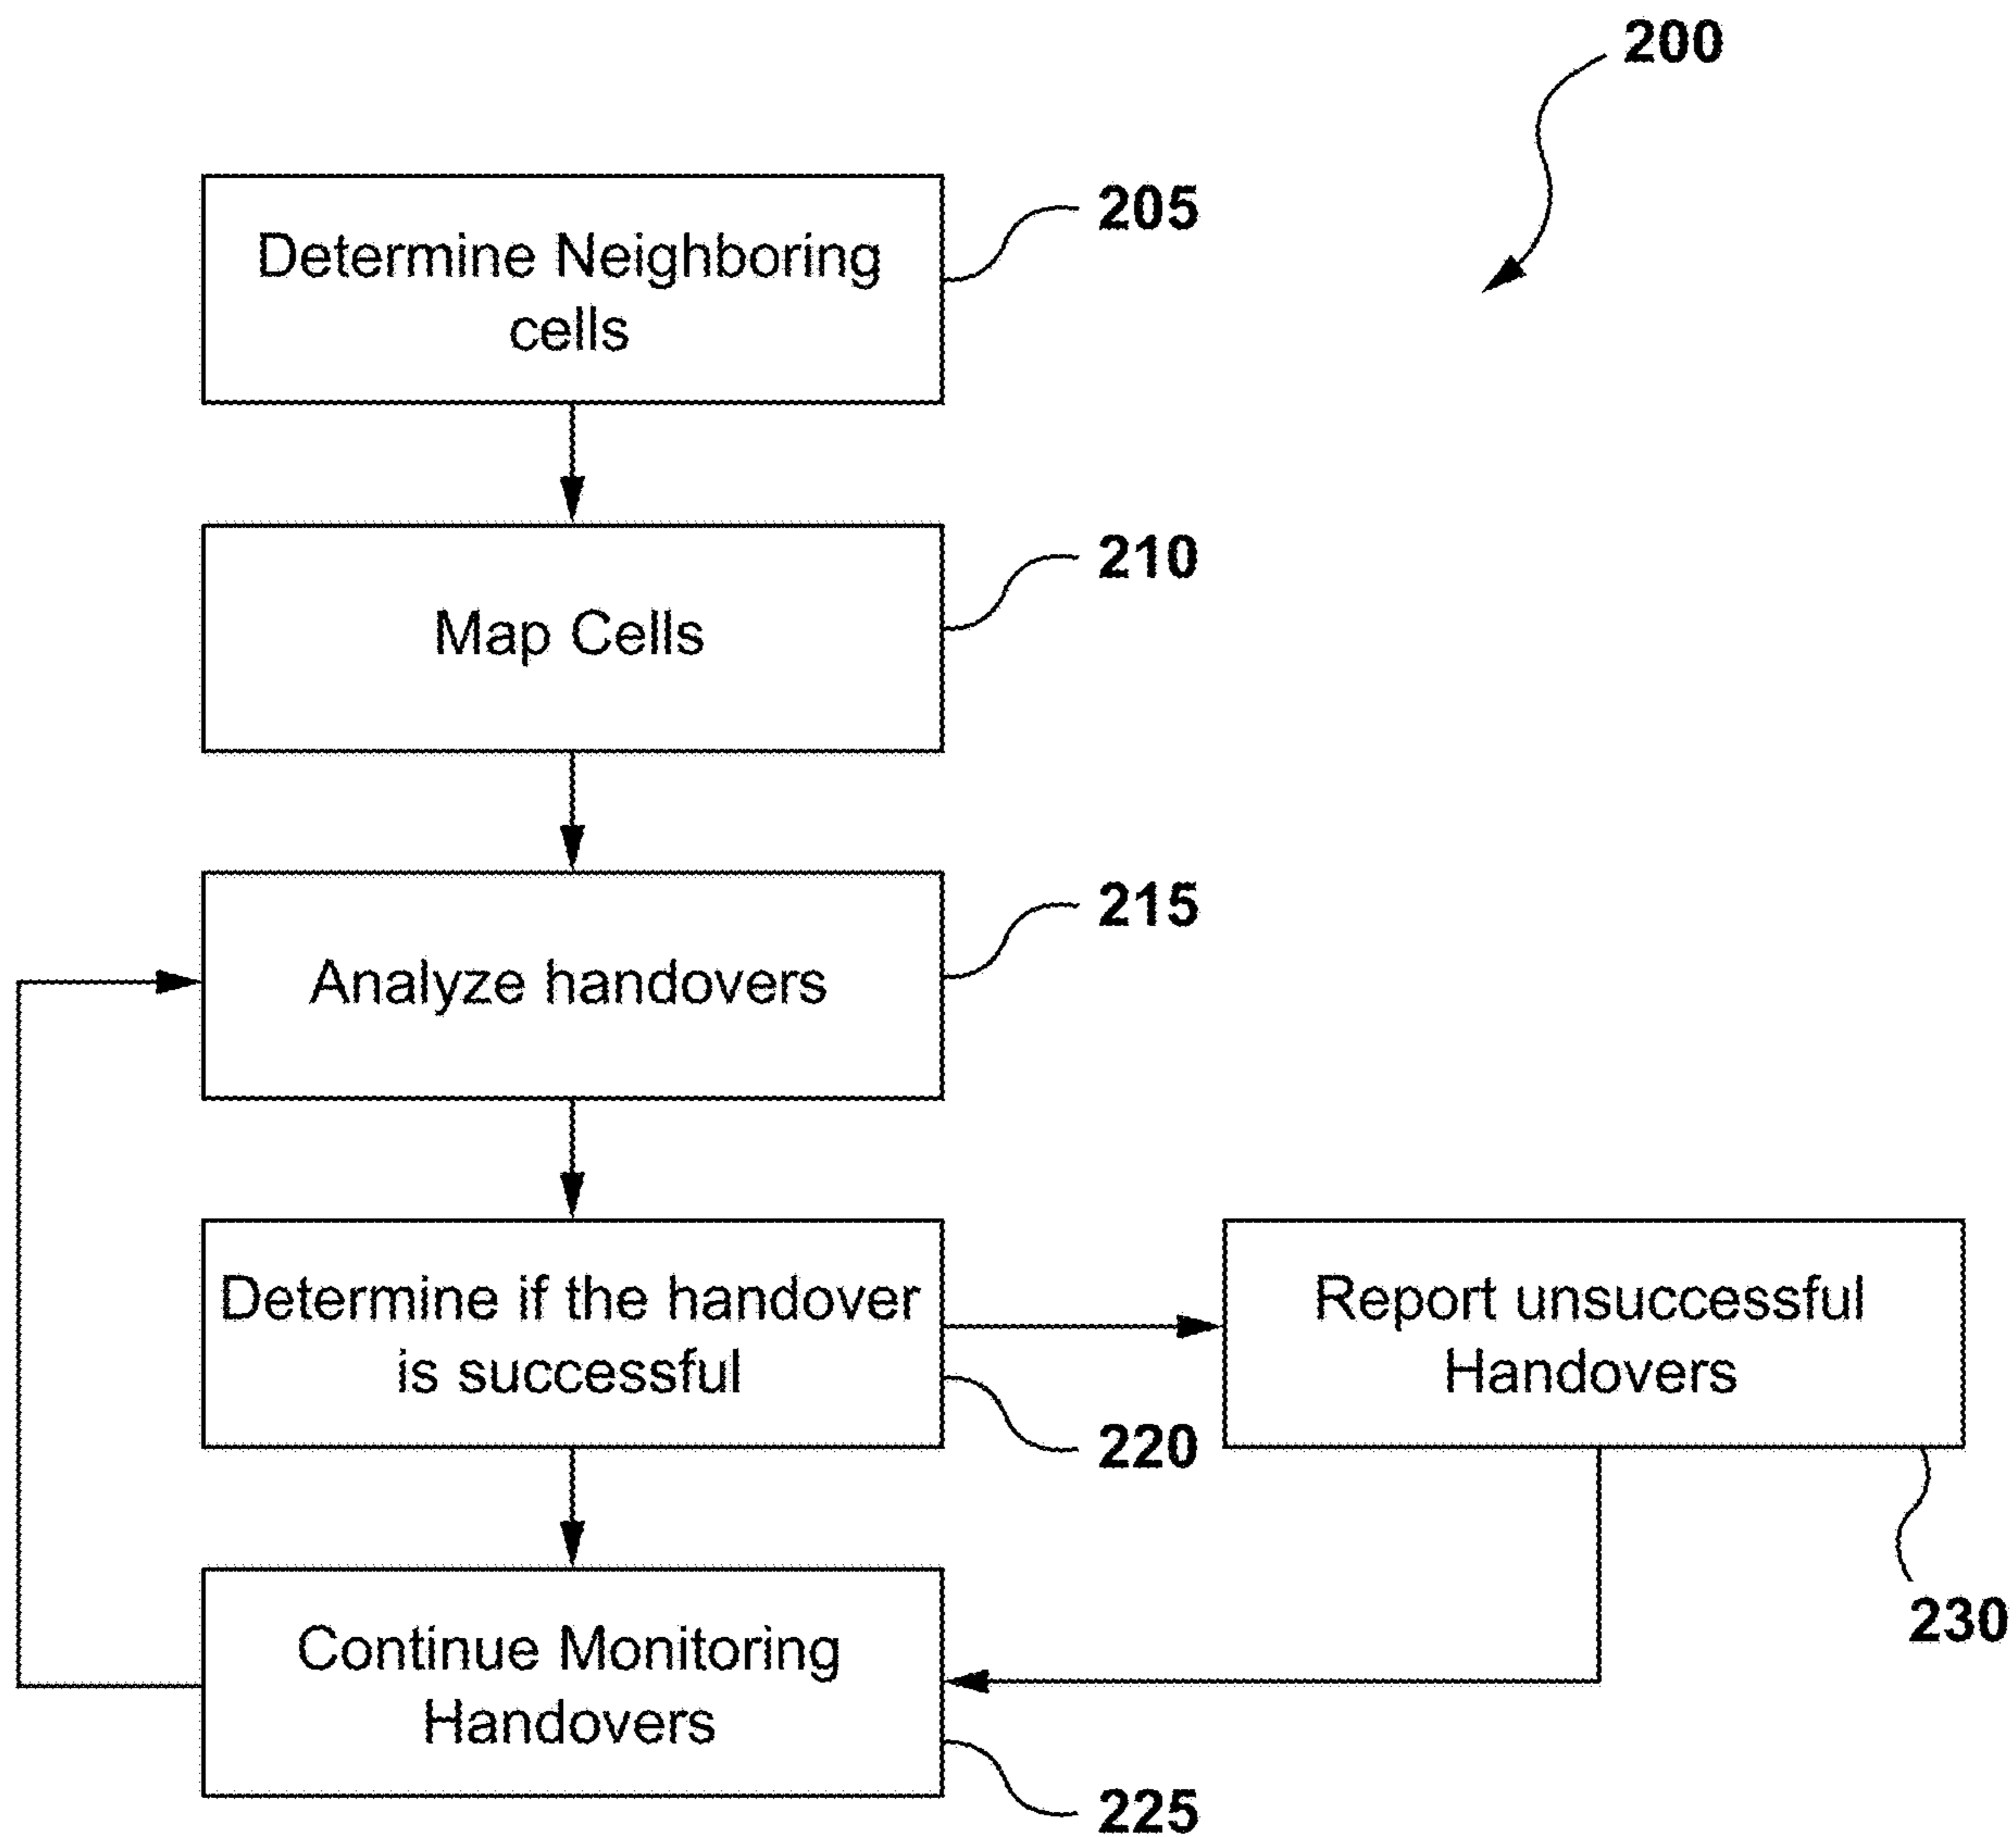 200
Determine Neighboring
cells
205
Map Cells
210
Analyze handovers
215
Determine if the handover
is successful
220
Report unsuccessful
Handovers
230
Continue Monitoring
Handovers
225